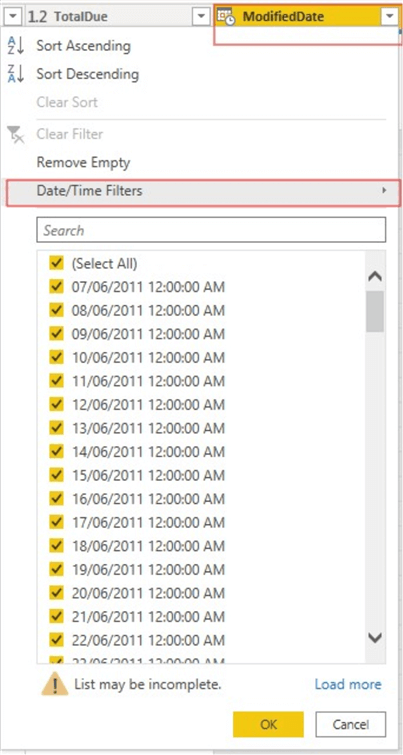 1.2 TotalDue ModifiedDate
A
Z Sort Ascending
Z
A Sort Descending
Clear Sort
Clear Filter
Remove Empty
Date/Time Filters
Search
(Select All)
07/06/2011 12:00:00 AM
08/06/2011 12:00:00 AM
09/06/2011 12:00:00 AM
10/06/2011 12:00:00 AM
11/06/2011 12:00:00 AM
12/06/2011 12:00:00 AM
13/06/2011 12:00:00 AM
14/06/2011 12:00:00 AM
15/06/2011 12:00:00 AM
16/06/2011 12:00:00 AM
17/06/2011 12:00:00 AM
18/06/2011 12:00:00 AM
19/06/2011 12:00:00 AM
20/06/2011 12:00:00 AM
21/06/2011 12:00:00 AM
22/06/2011 12:00:00 AM
List may be incomplete. Load more
OK Cancel